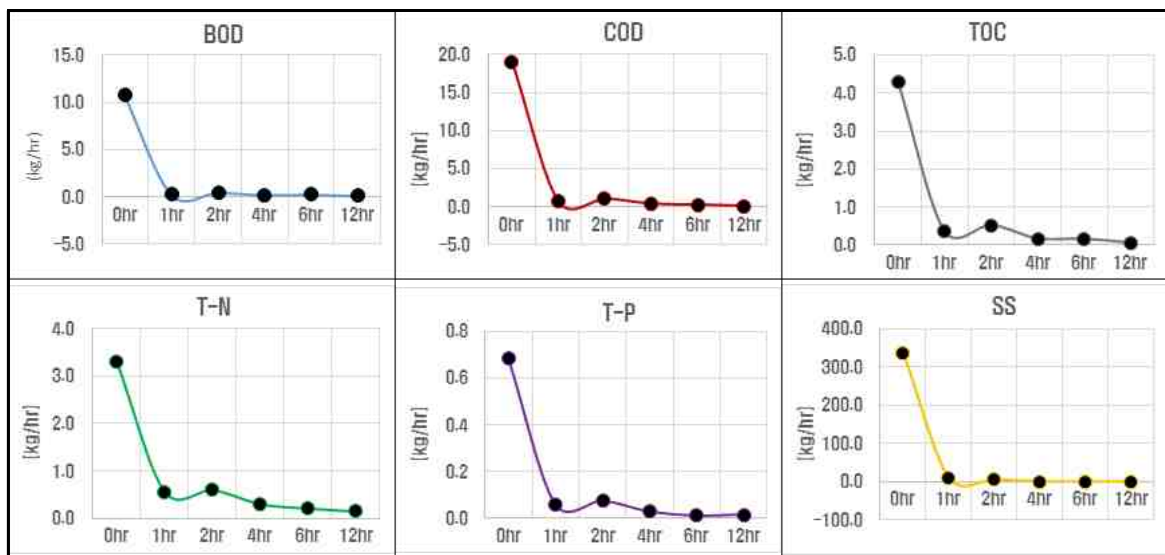 BOD
15.0
10.0
5.0
0.0
-5.0
(kg/hr)
0hr 1hr 2hr 4hr 6hr 12hr
COD
20.0
15.0
10.0
5.0
0.0
-5.0
[kg/hr]
0hr 1hr 2hr 4hr 6hr 12hr
TOC
5.0
4.0
3.0
2.0
1.0
0.0
[kg/hr]
0hr 1hr 2hr 4hr 6hr 12hr
T-N
4.0
3.0
2.0
1.0
0.0
[kg/hr]
0hr 1hr 2hr 4hr 6hr 12hr
T-P
0.8
0.6
0.4
0.2
0.0
[kg/hr]
0hr 1hr 2hr 4hr 6hr 12hr
SS
400.0
300.0
200.0
100.0
0.0
-100.0
[kg/hr]
0hr 1hr 2hr 4hr 6hr 12hr